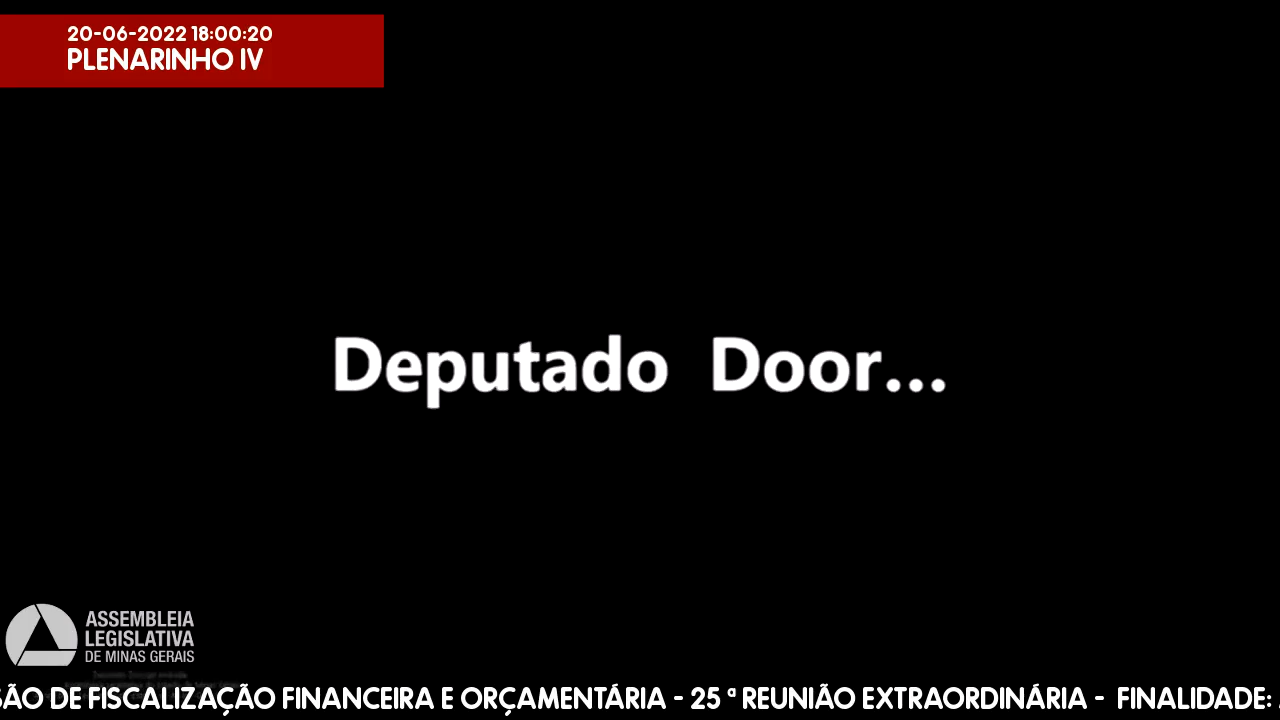 20-06-2022 18:00:20
PLENARINHO IV
Deputado Door...
ASSEMBLEIA
LEGISLATIVA
DE MINAS GERAIS
SÃO DE FISCALIZAÇÃO FINANCEIRA E ORÇAMENTÁRIA - 25 ª REUNIÃO EXTRAORDINÁRIA - FINALIDADE: